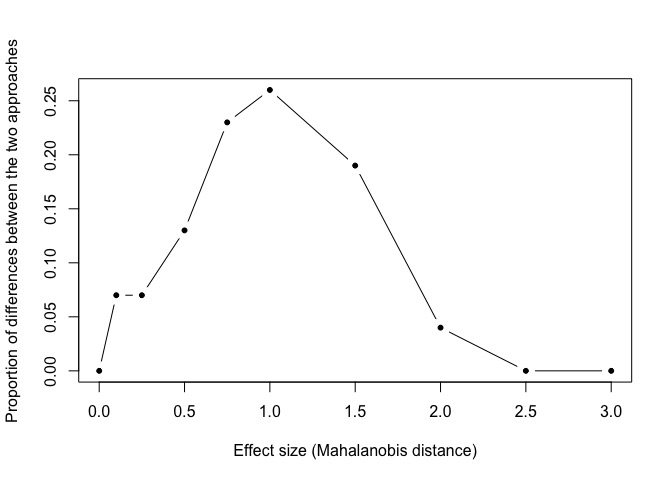 Proportion of differences between the two approaches
0.25
0.20
0.15
0.10
0.05
0.00
0.0 0.5 1.0 1.5 2.0 2.5 3.0
Effect size (Mahalanobis distance)